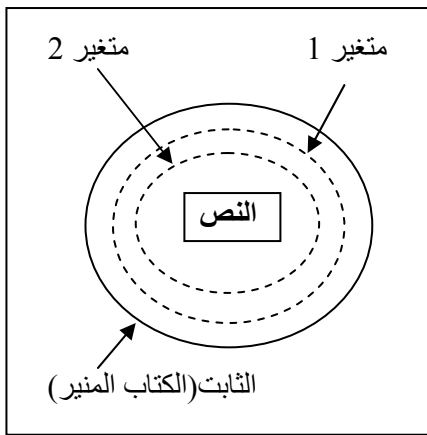 متغير 1
متغير 2
النص
الثابت(الكتاب المنير)